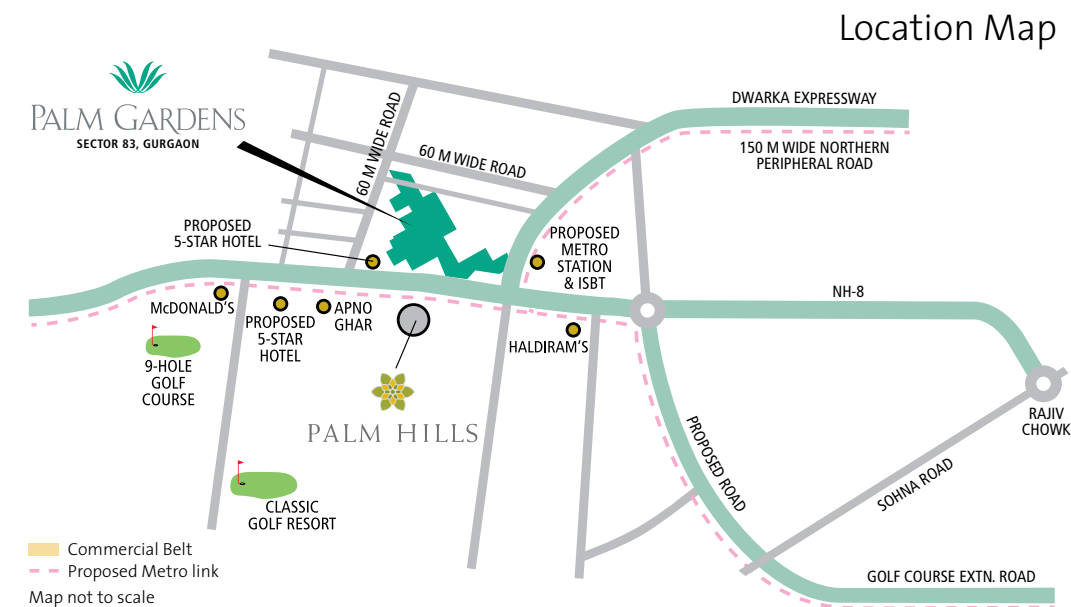 Location Map
PALM GARDENS
SECTOR 83, GURGAON
60 M WIDE ROAD
60 M WIDE ROAD
DWARKA EXPRESSWAY
150 M WIDE NORTHERN
PERIPHERAL ROAD
PROPOSED
5-STAR HOTEL
PROPOSED
METRO
STATION
& ISBT
NH-8
McDONALD'S
PROPOSED
5-STAR
HOTEL
APNO
GHAR
HALDIRAM'S
9-HOLE
GOLF
COURSE
PALM HILLS
RAJIV
CHOWK
PROPOSED ROAD
SOHNA ROAD
CLASSIC
GOLF RESORT
GOLF COURSE EXTN. ROAD
Commercial Belt
Proposed Metro link
Map not to scale